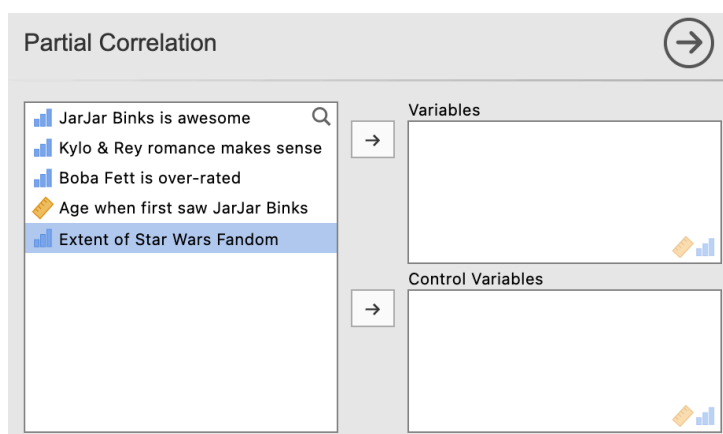 Partial Correlation
JarJar Binks is awesome
Kylo & Rey romance makes sense
Boba Fett is over-rated
Age when first saw JarJar Binks
Extent of Star Wars Fandom
Variables
Control Variables